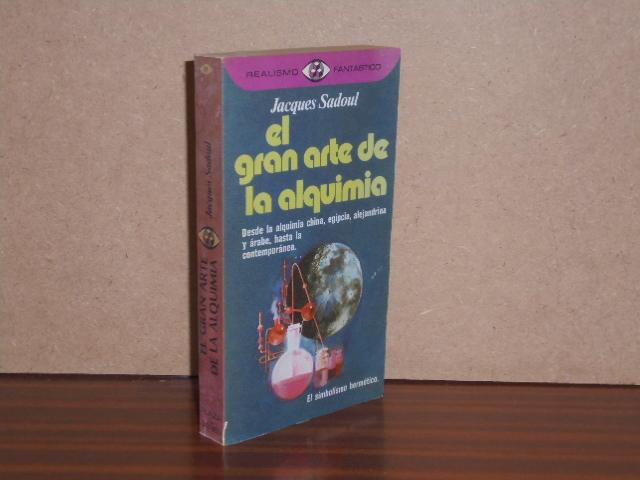 REALISMO FANTASTICO
Jacques Sadoul
el
gran arte de
la alquimia
Desde la alquimia china, egipcia, alejandrina
y árabe, hasta la
contemporánea.
El simbolismo hermético.
Jacques Sadoul
EL GRAN ARTE
DE LA ALQUIMIA